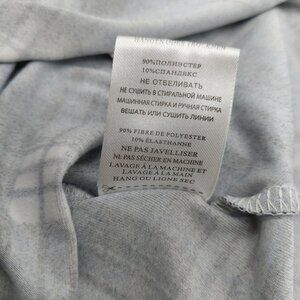 90%ПОЛИЭСТЕР
10%СПАНДЕКС
НЕ ОТБЕЛИВАТЬ
НЕ СУШИТЬ В СТИРАЛЬНОЙ МАШИНЕ
МАШИННАЯ СТИРКА И РУЧНАЯ СТИРКА
ВЕШАТЬ ИЛИ СУШИТЬ ЛИНИИ
90% FIBRE DE POLYESTER
10% ÉLASTHANNE
NE PAS JAVELLISER
NE PAS SÉCHER EN MACHINE
LAVAGE À LA MACHINE ET
LAVAGE À LA MAIN
HANG OU LIGNE SEC